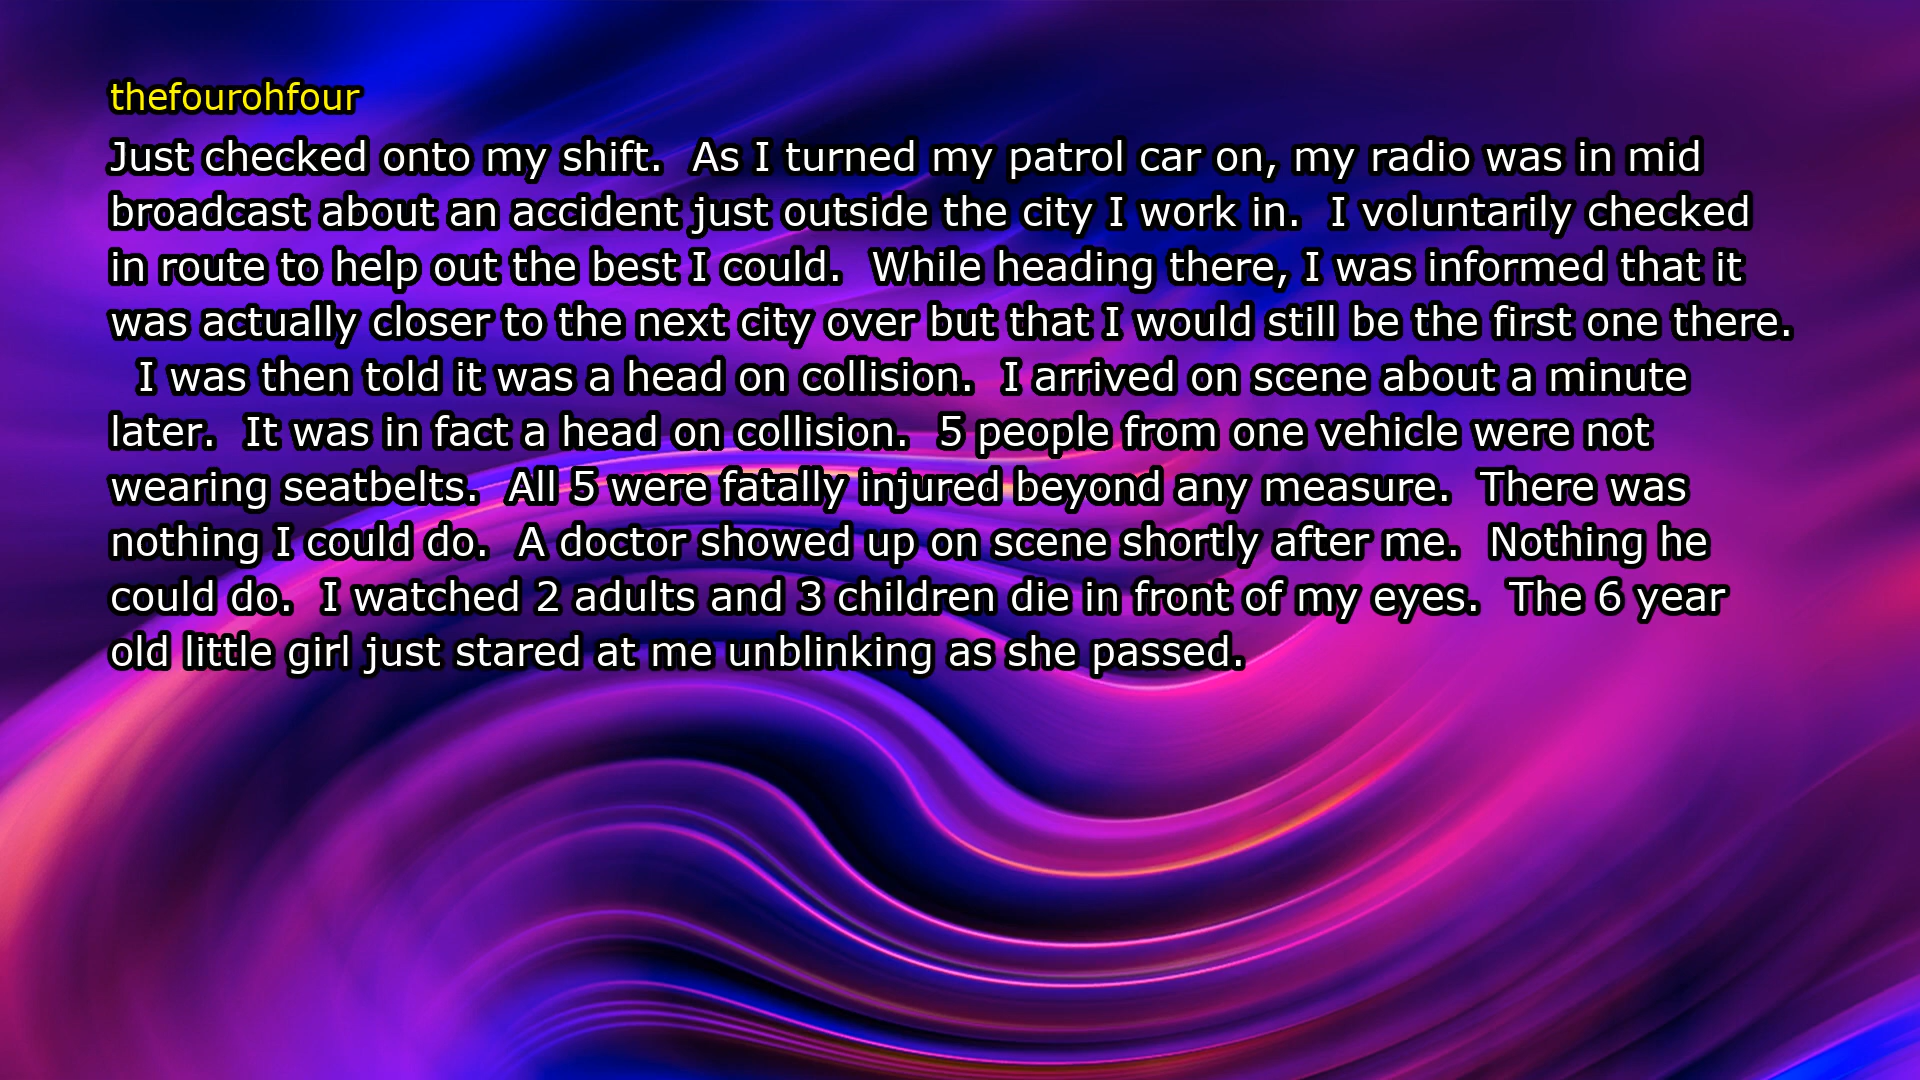 thefourohfour
Just checked onto my shift.  As I turned my patrol car on, my radio was in mid
broadcast about an accident just outside the city I work in.  I voluntarily checked
in route to help out the best I could.  While heading there, I was informed that it
was actually closer to the next city over but that I would still be the first one there.
I was then told it was a head on collision.  I arrived on scene about a minute
later.  It was in fact a head on collision.  5 people from one vehicle were not
wearing seatbelts.  All 5 were fatally injured beyond any measure.  There was
nothing I could do.  A doctor showed up on scene shortly after me.  Nothing he
could do.  I watched 2 adults and 3 children die in front of my eyes.  The 6 year
old little girl just stared at me unblinking as she passed.